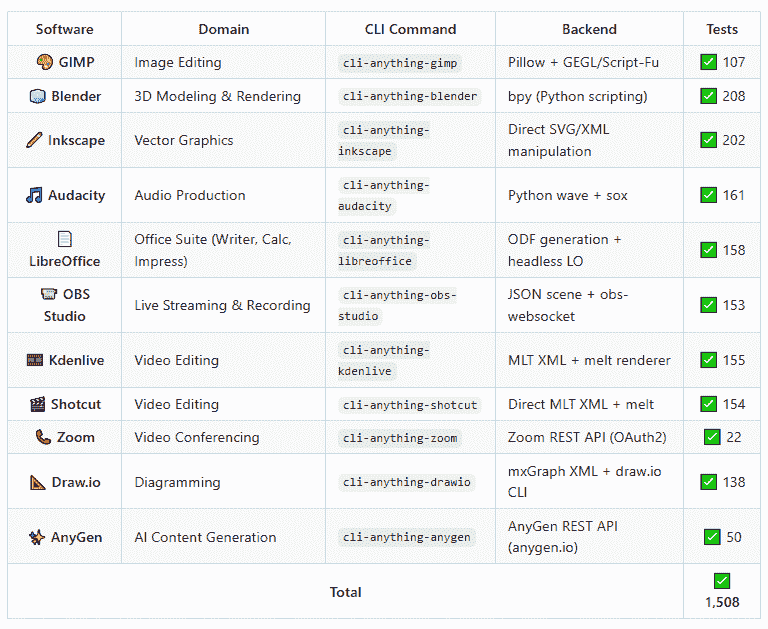 Software Domain CLI Command Backend Tests
GIMP Image Editing cli-anything-gimp Pillow + GEGL/Script-Fu ✅ 107
Blender 3D Modeling & Rendering cli-anything-blender bpy (Python scripting) ✅ 208
Inkscape Vector Graphics cli-anything-
inkscape Direct SVG/XML
manipulation ✅ 202
Audacity Audio Production cli-anything-
audacity Python wave + sox ✅ 161
LibreOffice Office Suite (Writer, Calc,
Impress) cli-anything-
libreoffice ODF generation +
headless LO ✅ 158
OBS
Studio Live Streaming & Recording cli-anything-obs-
studio JSON scene + obs-
websocket ✅ 153
Kdenlive Video Editing cli-anything-
kdenlive MLT XML + melt renderer ✅ 155
Shotcut Video Editing cli-anything-shotcut Direct MLT XML + melt ✅ 154
Zoom Video Conferencing cli-anything-zoom Zoom REST API (OAuth2) ✅ 22
Draw.io Diagramming cli-anything-drawio mxGraph XML + draw.io
CLI ✅ 138
AnyGen AI Content Generation cli-anything-anygen AnyGen REST API
(anygen.io) ✅ 50
Total ✅
1,508